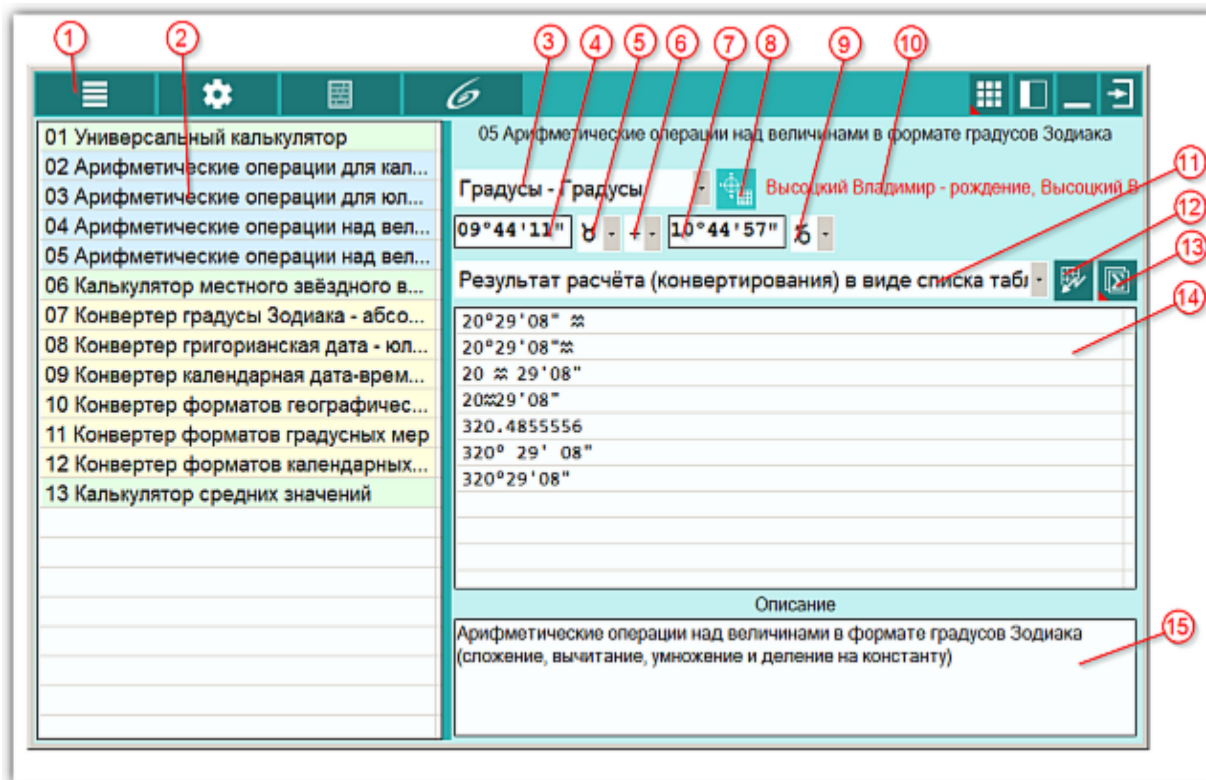 1 2 3 4 5 6 7 8 9 10
05 Арифметические операции над величинами в формате градусов Зодиака
01 Универсальный калькулятор
02 Арифметические операции для кал...
03 Арифметические операции для юл...
04 Арифметические операции над вел...
05 Арифметические операции над вел...
06 Калькулятор местного звёздного в...
07 Конвертер градусы Зодиака - абсо...
08 Конвертер григорианская дата - юл...
09 Конвертер календарная дата-врем...
10 Конвертер форматов географичес...
11 Конвертер форматов градусных мер
12 Конвертер форматов календарных...
13 Калькулятор средних значений
Градусы - Градусы Высоцкий Владимир - рождение, Высоцкий В
11
09°44'11" ♉ + 10°44'57" ♑
12
Результат расчёта (конвертирования) в виде списка табл
13
14
20°29'08" ♒
20°29'08"♒
20 ♒ 29'08"
20♒29'08"
320.4855556
320° 29' 08"
320°29'08"
Описание
Арифметические операции над величинами в формате градусов Зодиака
(сложение, вычитание, умножение и деление на константу)
15